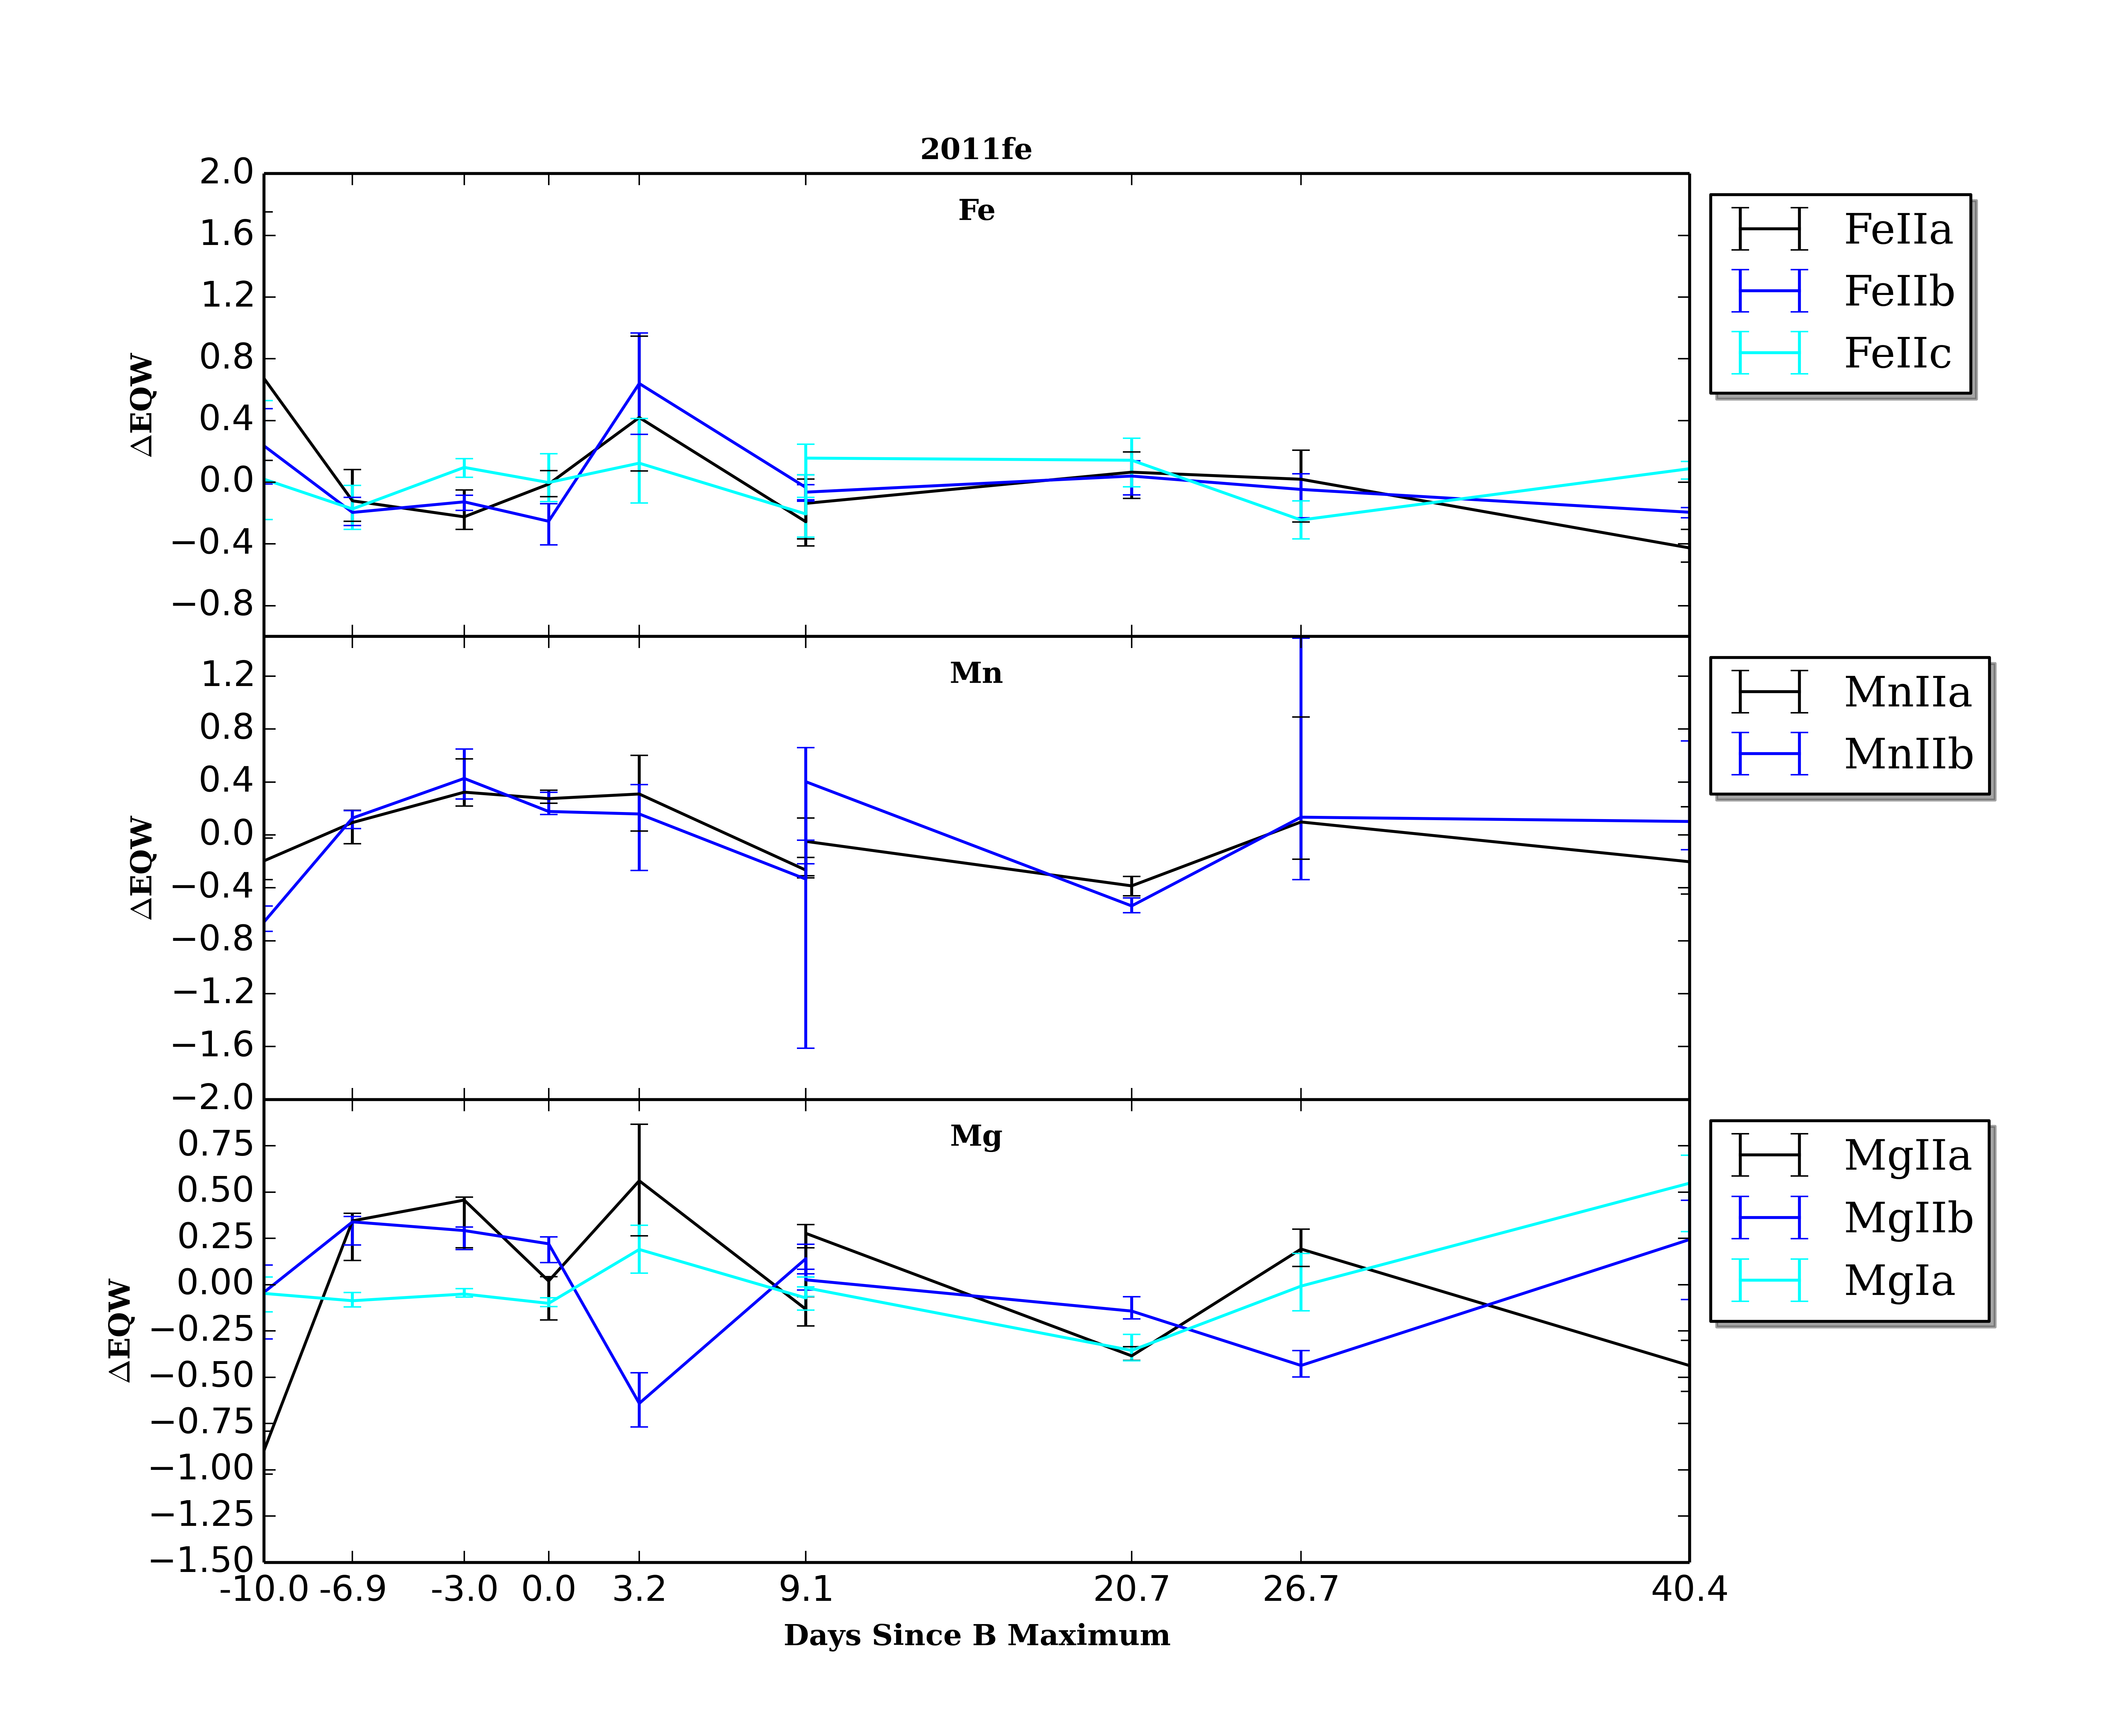 2011fe
Fe
2.0
1.6
1.2
0.8
0.4
0.0
−0.4
−0.8
△EQW
FeIIa
FeIIb
FeIIc
Mn
1.2
0.8
0.4
0.0
−0.4
−0.8
−1.2
−1.6
−2.0
△EQW
MnIIa
MnIIb
Mg
0.75
0.50
0.25
0.00
−0.25
−0.50
−0.75
−1.00
−1.25
−1.50
△EQW
MgIIa
MgIIb
MgIa
-10.0 -6.9 -3.0 0.0 3.2 9.1 20.7 26.7 40.4
Days Since B Maximum